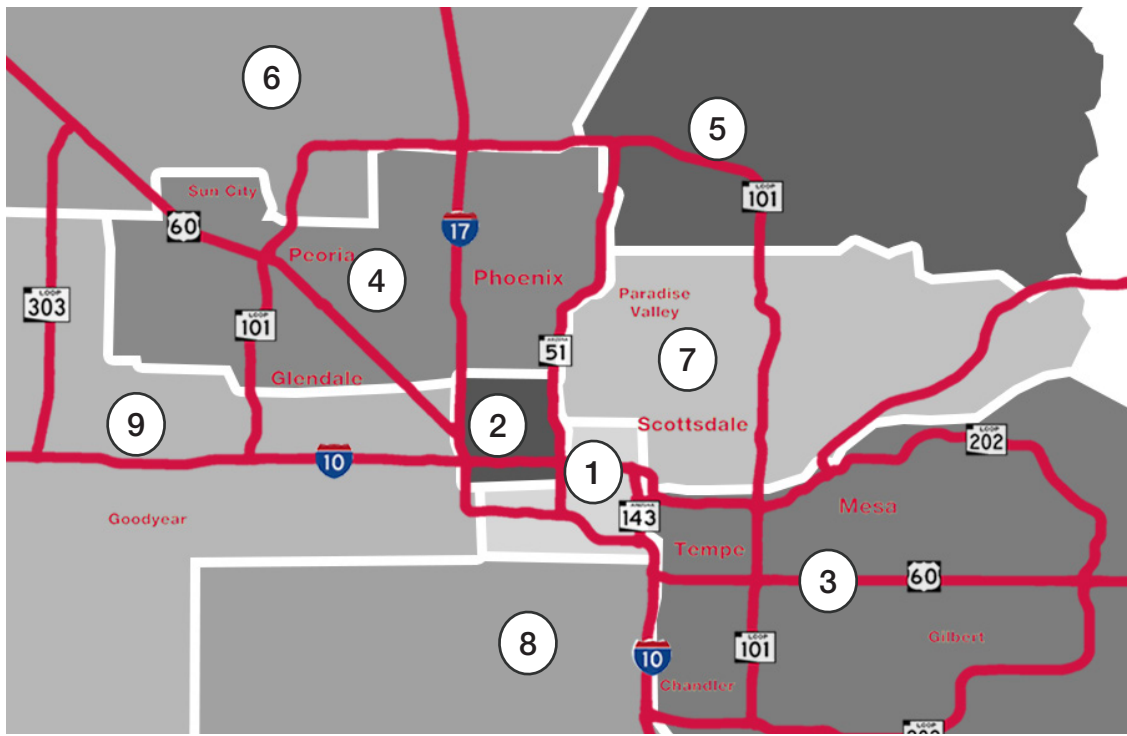 6
5
LOOP
101
Sun City
60
17
Peoria
4
Phoenix
Paradise
Valley
LOOP
303
LOOP
101
ARIZONA
51
7
Glendale
9
2
Scottsdale
LOOP
202
10
1
Goodyear
143
Mesa
Tempe
3
60
8
10
LOOP
101
Gilbert
Chandler
LOOP